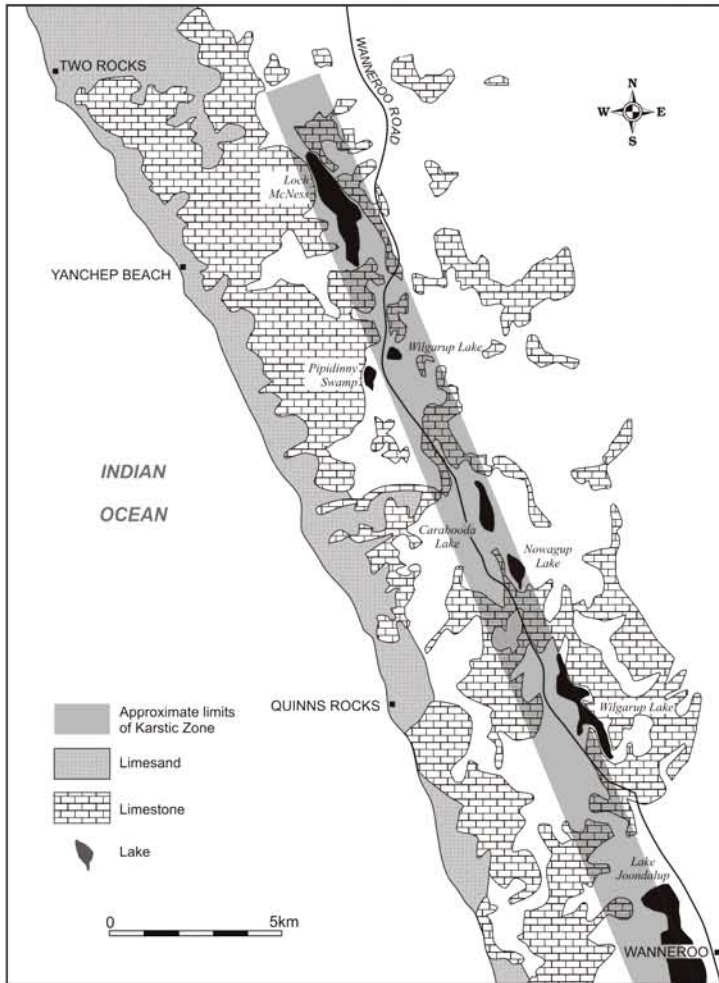 TWO ROCKS
WANNEROO ROAD
N
W
E
S
Loch
McNess
YANCHEP BEACH
Wilgarup Lake
Pipidinny
Swamp
INDIAN
OCEAN
Carabooda
Lake
Nowagup
Lake
QUINNS ROCKS
Wilgarup Lake
Approximate limits
of Karstic Zone
Limesand
Limestone
Lake
Lake
Joondalup
0
5km
WANNEROO